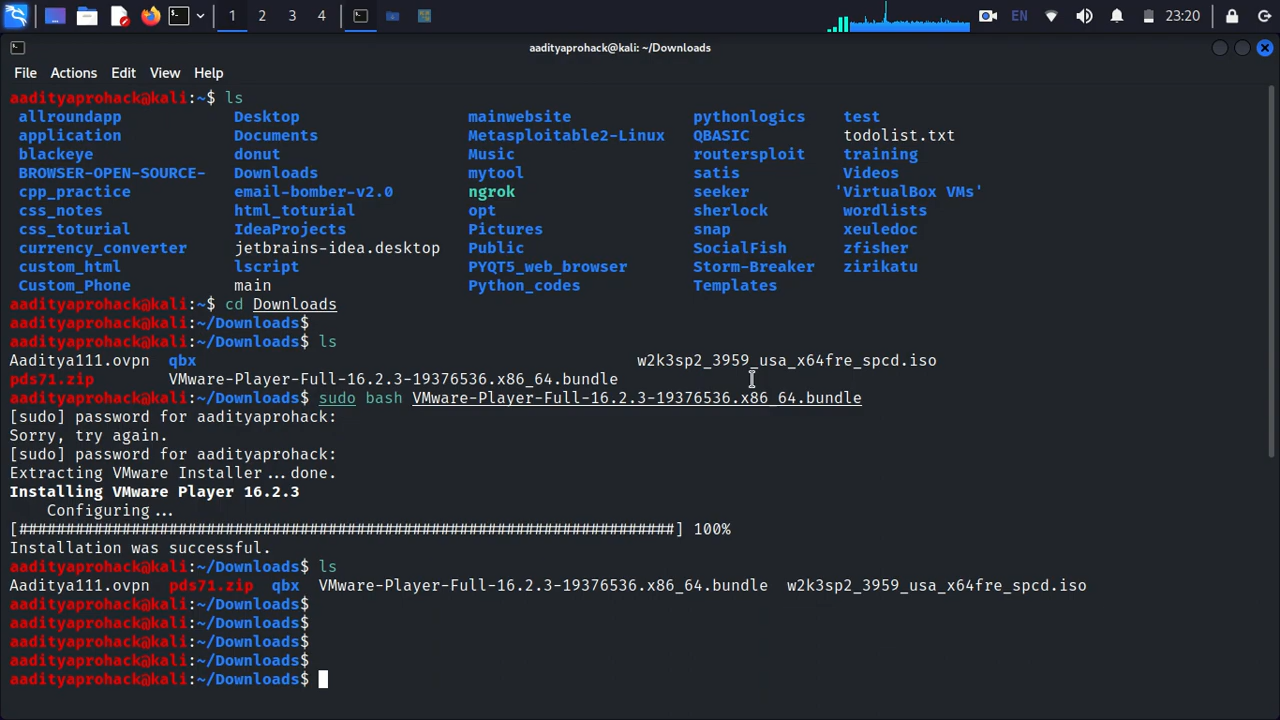 1 2 3 4 EN 23:20
aadityaprohack@kali: ~/Downloads
File Actions Edit View Help
aadityaprohack@kali:~$ ls
allroundapp Desktop mainwebsite pythonlogics test
application Documents Metasploitable2-Linux QBASIC todolist.txt
blackeye donut Music routersploit training
BROWSER-OPEN-SOURCE- Downloads mytool satis Videos
cpp_practice email-bomber-v2.0 ngrok seeker 'VirtualBox VMs'
css_notes html_toturial opt sherlock wordlists
css_toturial IdeaProjects Pictures snap xeuledoc
currency_converter jetbrains-idea.desktop Public SocialFish zfisher
custom_html lscript PYQT5_web_browser Storm-Breaker zirikatu
Custom_Phone main Python_codes Templates
aadityaprohack@kali:~$ cd Downloads
aadityaprohack@kali:~/Downloads$
aadityaprohack@kali:~/Downloads$ ls
Aaditya111.ovpn qbx w2k3sp2_3959_usa_x64fre_spcd.iso
pds71.zip VMware-Player-Full-16.2.3-19376536.x86_64.bundle
aadityaprohack@kali:~/Downloads$ sudo bash VMware-Player-Full-16.2.3-19376536.x86_64.bundle
[sudo] password for aadityaprohack:
Sorry, try again.
[sudo] password for aadityaprohack:
Extracting VMware Installer...done.
Installing VMware Player 16.2.3
Configuring...
[######################################################################] 100%
Installation was successful.
aadityaprohack@kali:~/Downloads$ ls
Aaditya111.ovpn pds71.zip qbx VMware-Player-Full-16.2.3-19376536.x86_64.bundle w2k3sp2_3959_usa_x64fre_spcd.iso
aadityaprohack@kali:~/Downloads$
aadityaprohack@kali:~/Downloads$
aadityaprohack@kali:~/Downloads$
aadityaprohack@kali:~/Downloads$
aadityaprohack@kali:~/Downloads$